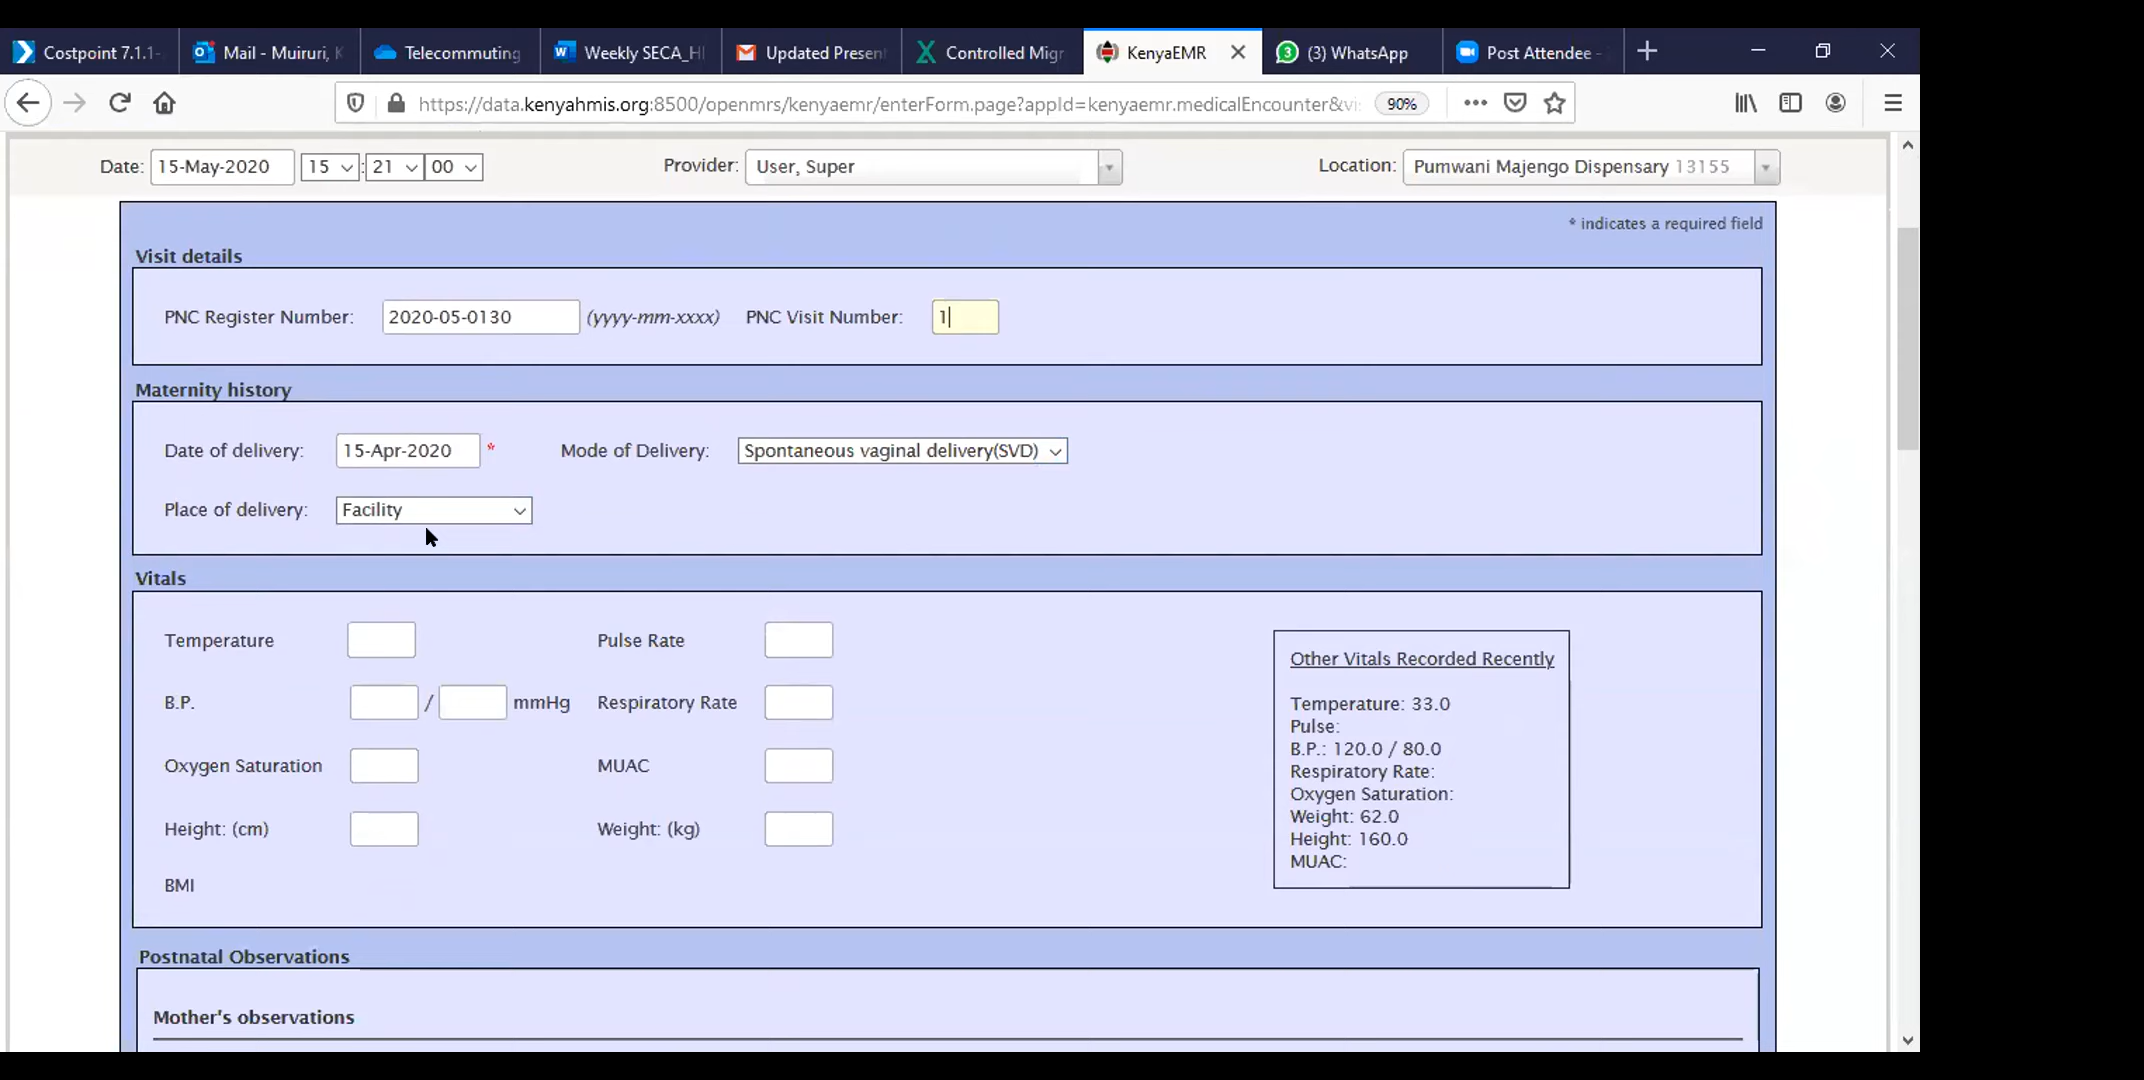 Costpoint 7.1.1- Mail - Muiruri, K Telecommuting Weekly SECA_HI Updated Present Controlled Migr KenyaEMR (3) WhatsApp Post Attendee -
https://data.kenyahmis.org:8500/openmrs/kenyaemr/enterForm.page?appId=kenyaemr.medicalEncounter&vi 90%
Date: 15-May-2020 15 : 21 00 Provider: User, Super Location: Pumwani Majengo Dispensary 13155
* indicates a required field
Visit details
PNC Register Number: 2020-05-0130 (yyyy-mm-xxxx) PNC Visit Number: 1
Maternity history
Date of delivery: 15-Apr-2020 * Mode of Delivery: Spontaneous vaginal delivery(SVD)
Place of delivery: Facility
Vitals
Temperature Pulse Rate
B.P. / mmHg Respiratory Rate
Oxygen Saturation MUAC
Height: (cm) Weight: (kg)
BMI
Other Vitals Recorded Recently
Temperature: 33.0
Pulse:
B.P.: 120.0 / 80.0
Respiratory Rate:
Oxygen Saturation:
Weight: 62.0
Height: 160.0
MUAC:
Postnatal Observations
Mother's observations